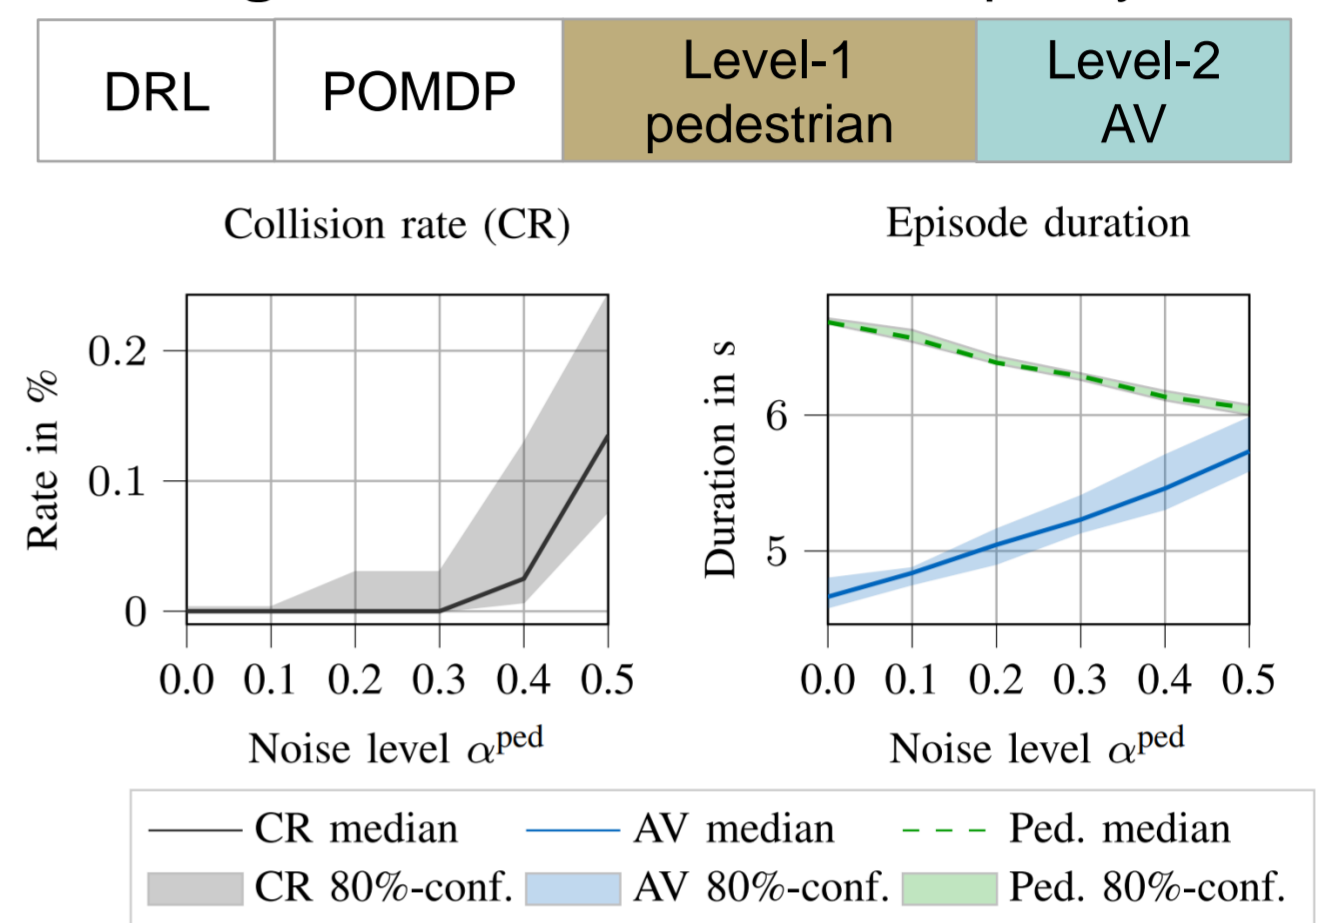 DRL
POMDP
Level-1
pedestrian
Level-2
AV
Collision rate (CR)
Rate in %
0.2
0.1
0
0.0 0.1 0.2 0.3 0.4 0.5
Noise level α^ped
Episode duration
Duration in s
6
5
0.0 0.1 0.2 0.3 0.4 0.5
Noise level α^ped
CR median AV median Ped. median
CR 80%-conf. AV 80%-conf. Ped. 80%-conf.